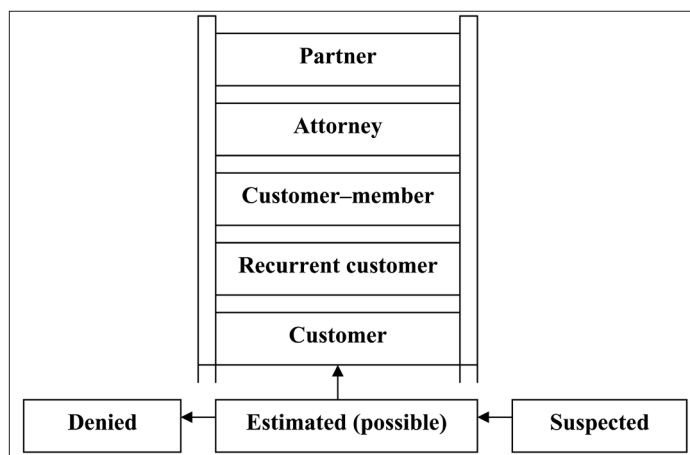 Partner
Attorney
Customer–member
Recurrent customer
Customer
Denied
Estimated (possible)
Suspected